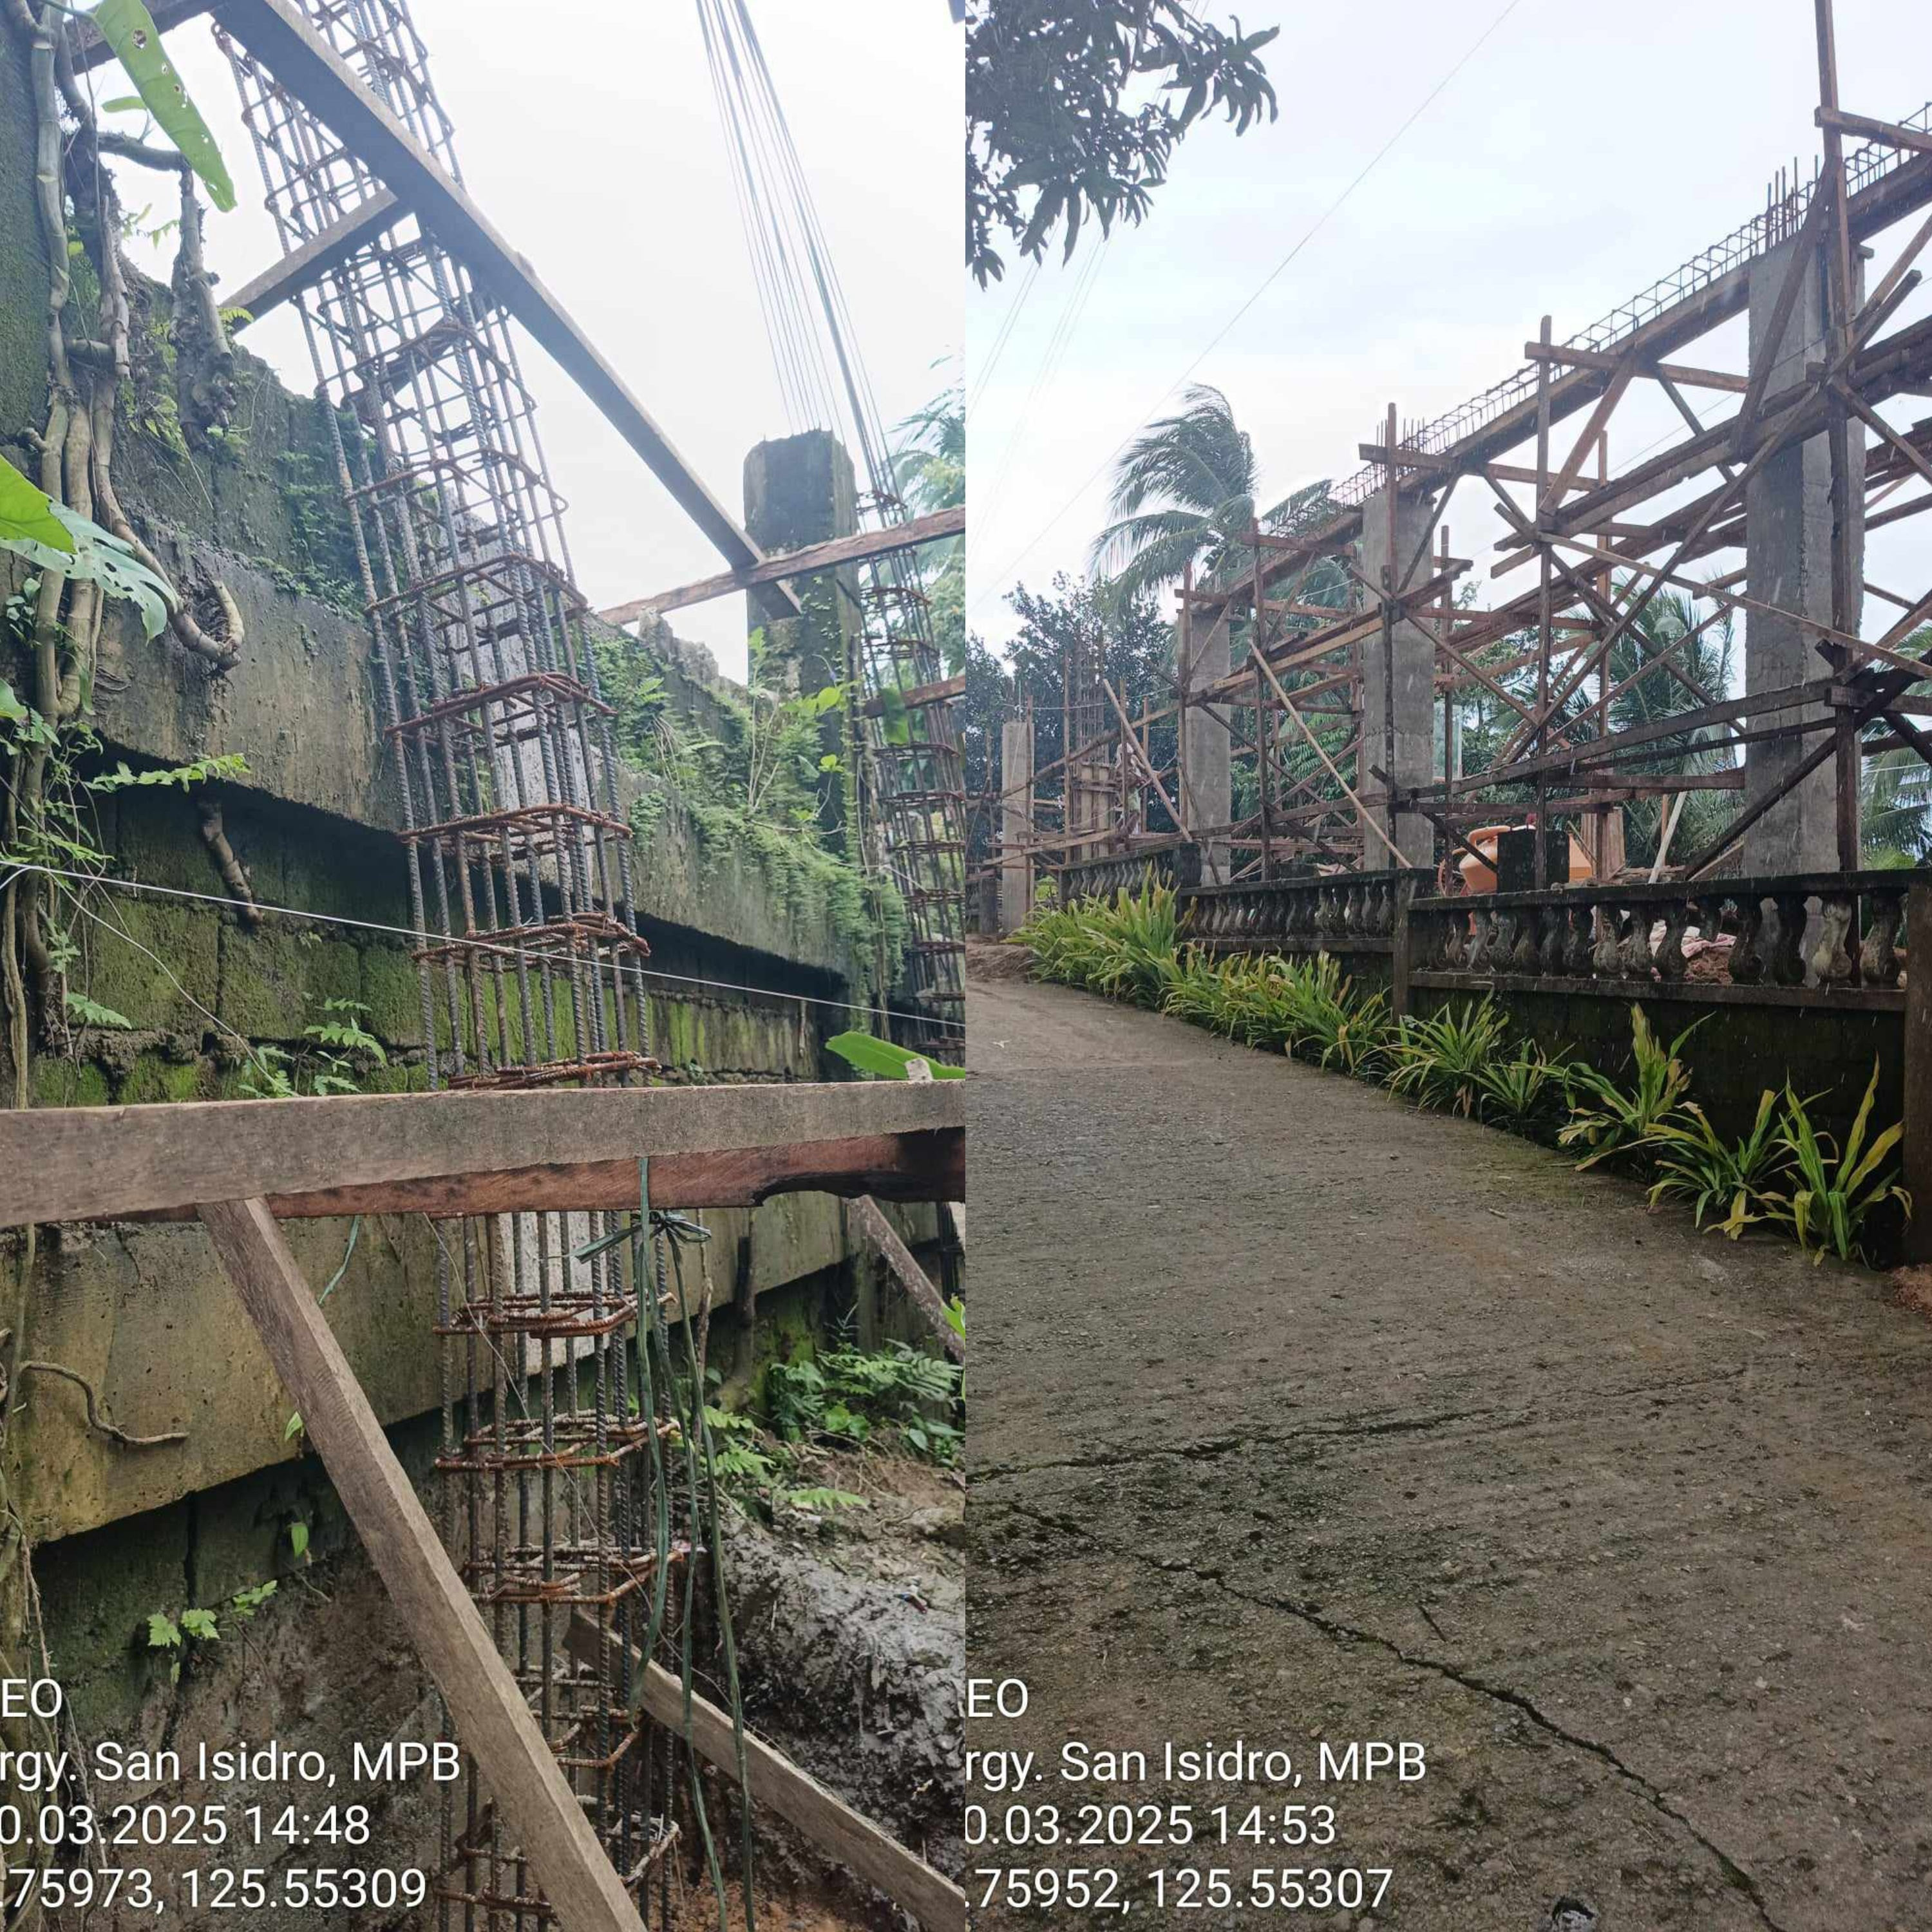 EO
rgy. San Isidro, MPB
0.03.2025 14:48
.75973, 125.55309
EO
rgy. San Isidro, MPB
0.03.2025 14:53
.75952, 125.55307